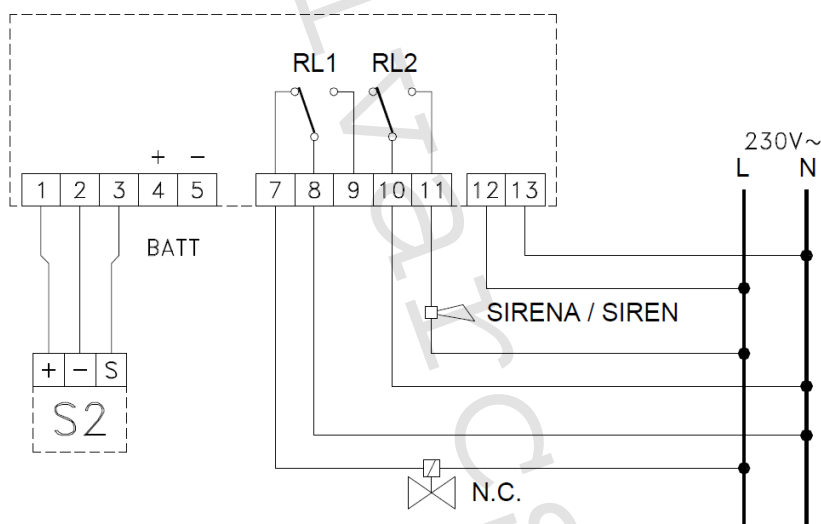 RL1 RL2
230V~
L N
+ −
1 2 3 4 5 7 8 9 10 11 12 13
BATT
SIRENA / SIREN
+ − S
S2
N.C.